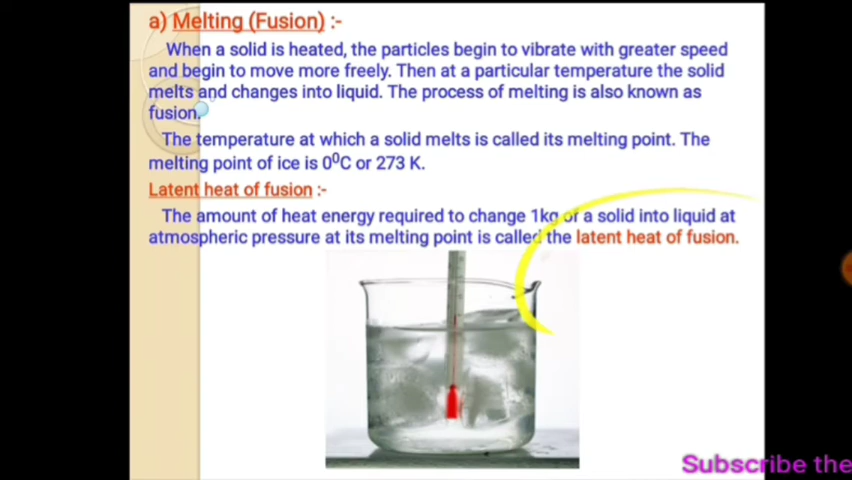 a) Melting (Fusion) :-
When a solid is heated, the particles begin to vibrate with greater speed
and begin to move more freely. Then at a particular temperature the solid
melts and changes into liquid. The process of melting is also known as
fusion.
The temperature at which a solid melts is called its melting point. The
melting point of ice is 0⁰C or 273 K.
Latent heat of fusion :-
The amount of heat energy required to change 1kg of a solid into liquid at
atmospheric pressure at its melting point is called the latent heat of fusion.
Subscribe the